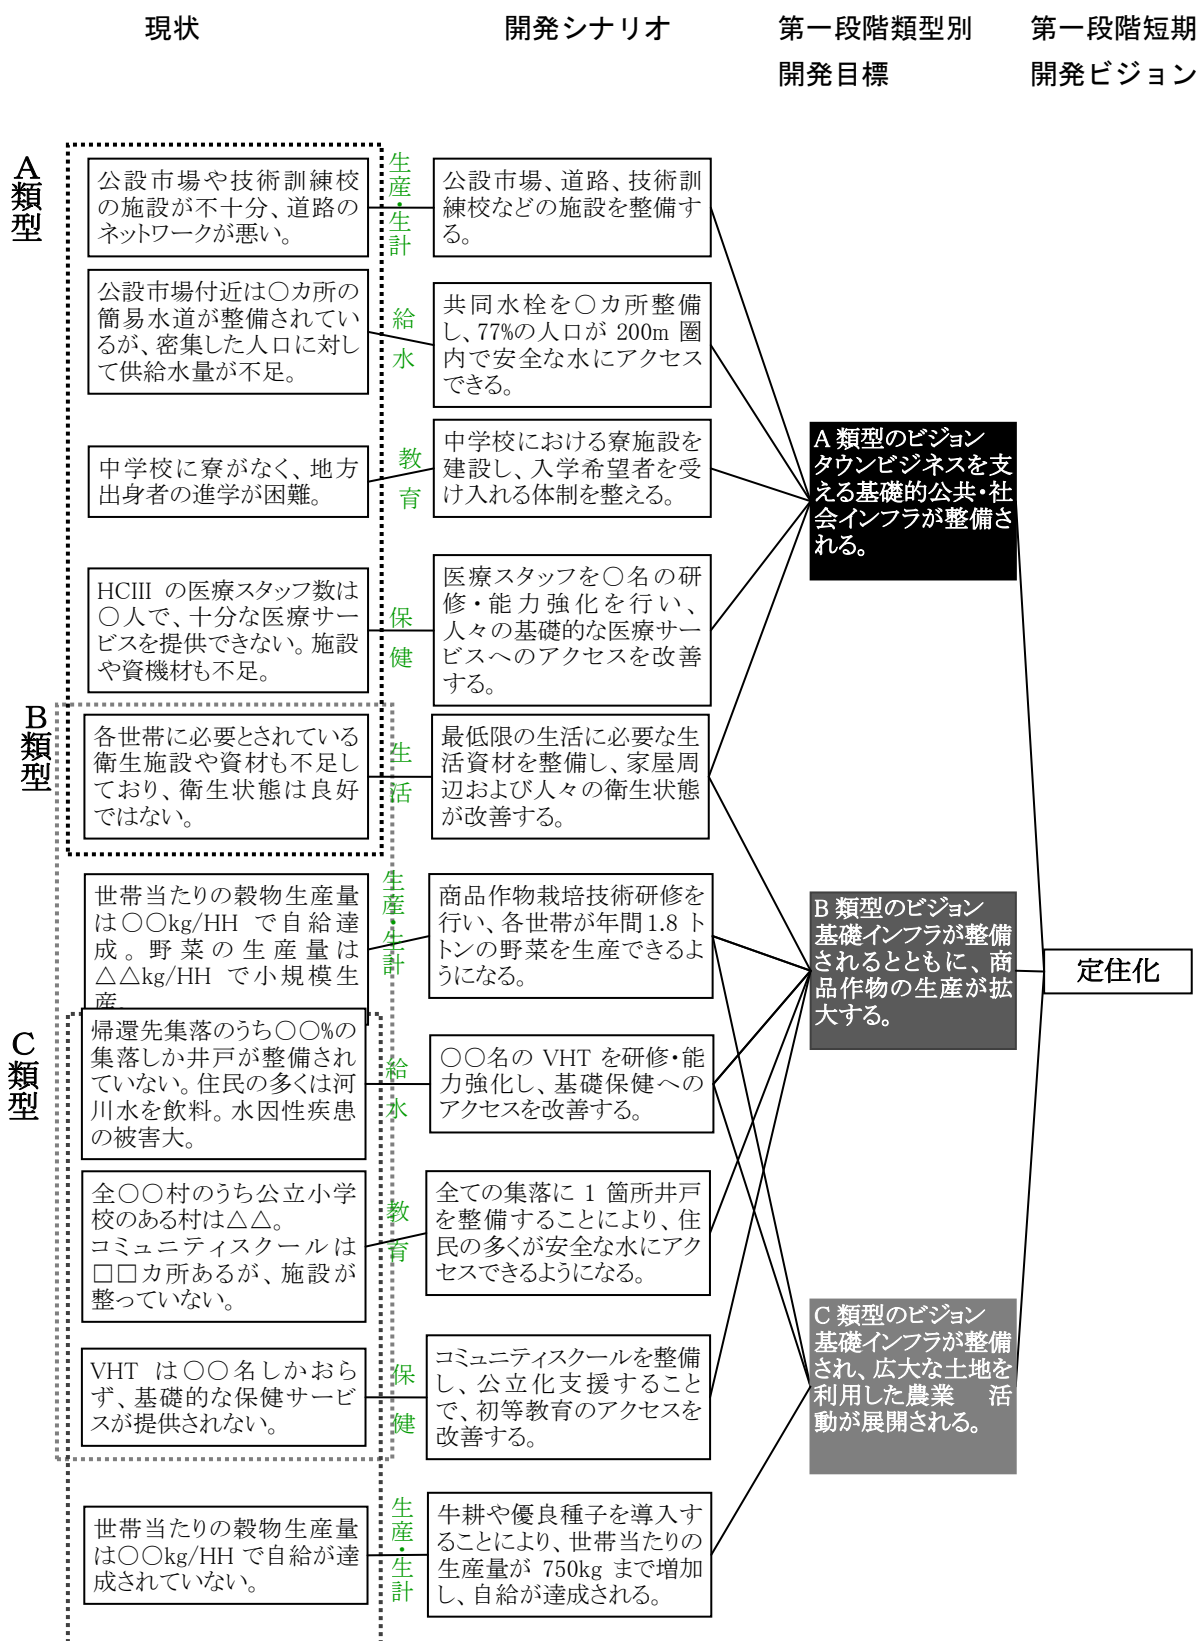 現状
開発シナリオ
第一段階類型別
開発目標
第一段階短期
開発ビジョン
A
類
型
公設市場や技術訓練校
の施設が不十分、道路の
ネットワークが悪い。
生
産
・
生
計
公設市場、道路、技術訓
練校などの施設を整備す
る。
公設市場付近は〇カ所の
簡易水道が整備されてい
るが、密集した人口に対し
て供給水量が不足。
給
水
共同水栓を〇カ所整備
し、77%の人口が 200m 圏
内で安全な水にアクセス
できる。
中学校に寮がなく、地方
出身者の進学が困難。
教
育
中学校における寮施設を
建設し、入学希望者を受
け入れる体制を整える。
A 類型のビジョン
タウンビジネスを支
える基礎的公共・社
会インフラが整備さ
れる。
HCIII の医療スタッフ数は
〇人で、十分な医療サー
ビスを提供できない。施設
や資機材も不足。
保
健
医療スタッフを〇名の研
修・能力強化を行い、
人々の基礎的な医療サー
ビスへのアクセスを改善
する。
B
類
型
各世帯に必要とされている
衛生施設や資材も不足し
ており、衛生状態は良好
ではない。
生
活
最低限の生活に必要な生
活資材を整備し、家屋周
辺および人々の衛生状態
が改善する。
世帯当たりの穀物生産量
は〇〇kg/HH で自給達
成。野菜の生産量は
△△kg/HH で小規模生
産。
生
産
・
生
計
商品作物栽培技術研修を
行い、各世帯が年間1.8 ト
トンの野菜を生産できるよ
うになる。
B 類型のビジョン
基礎インフラが整備
されるとともに、商
品作物の生産が拡
大する。
定住化
C
類
型
帰還先集落のうち〇〇%の
集落しか井戸が整備され
ていない。住民の多くは河
川水を飲料。水因性疾患
の被害大。
給
水
〇〇名の VHT を研修・能
力強化し、基礎保健への
アクセスを改善する。
全〇〇村のうち公立小学
校のある村は△△。
コミュニティスクールは
□□カ所あるが、施設が
整っていない。
教
育
全ての集落に 1 箇所井戸
を整備することにより、住
民の多くが安全な水にアク
セスできるようになる。
C 類型のビジョン
基礎インフラが整備
され、広大な土地を
利用した農業　活
動が展開される。
VHT は〇〇名しかおら
ず、基礎的な保健サービ
スが提供されない。
保
健
コミュニティスクールを整備
し、公立化支援すること
で、初等教育のアクセスを
改善する。
世帯当たりの穀物生産量
は〇〇kg/HH で自給が達
成されていない。
生
産
・
生
計
牛耕や優良種子を導入す
ることにより、世帯当たりの
生産量が 750kg まで増加
し、自給が達成される。